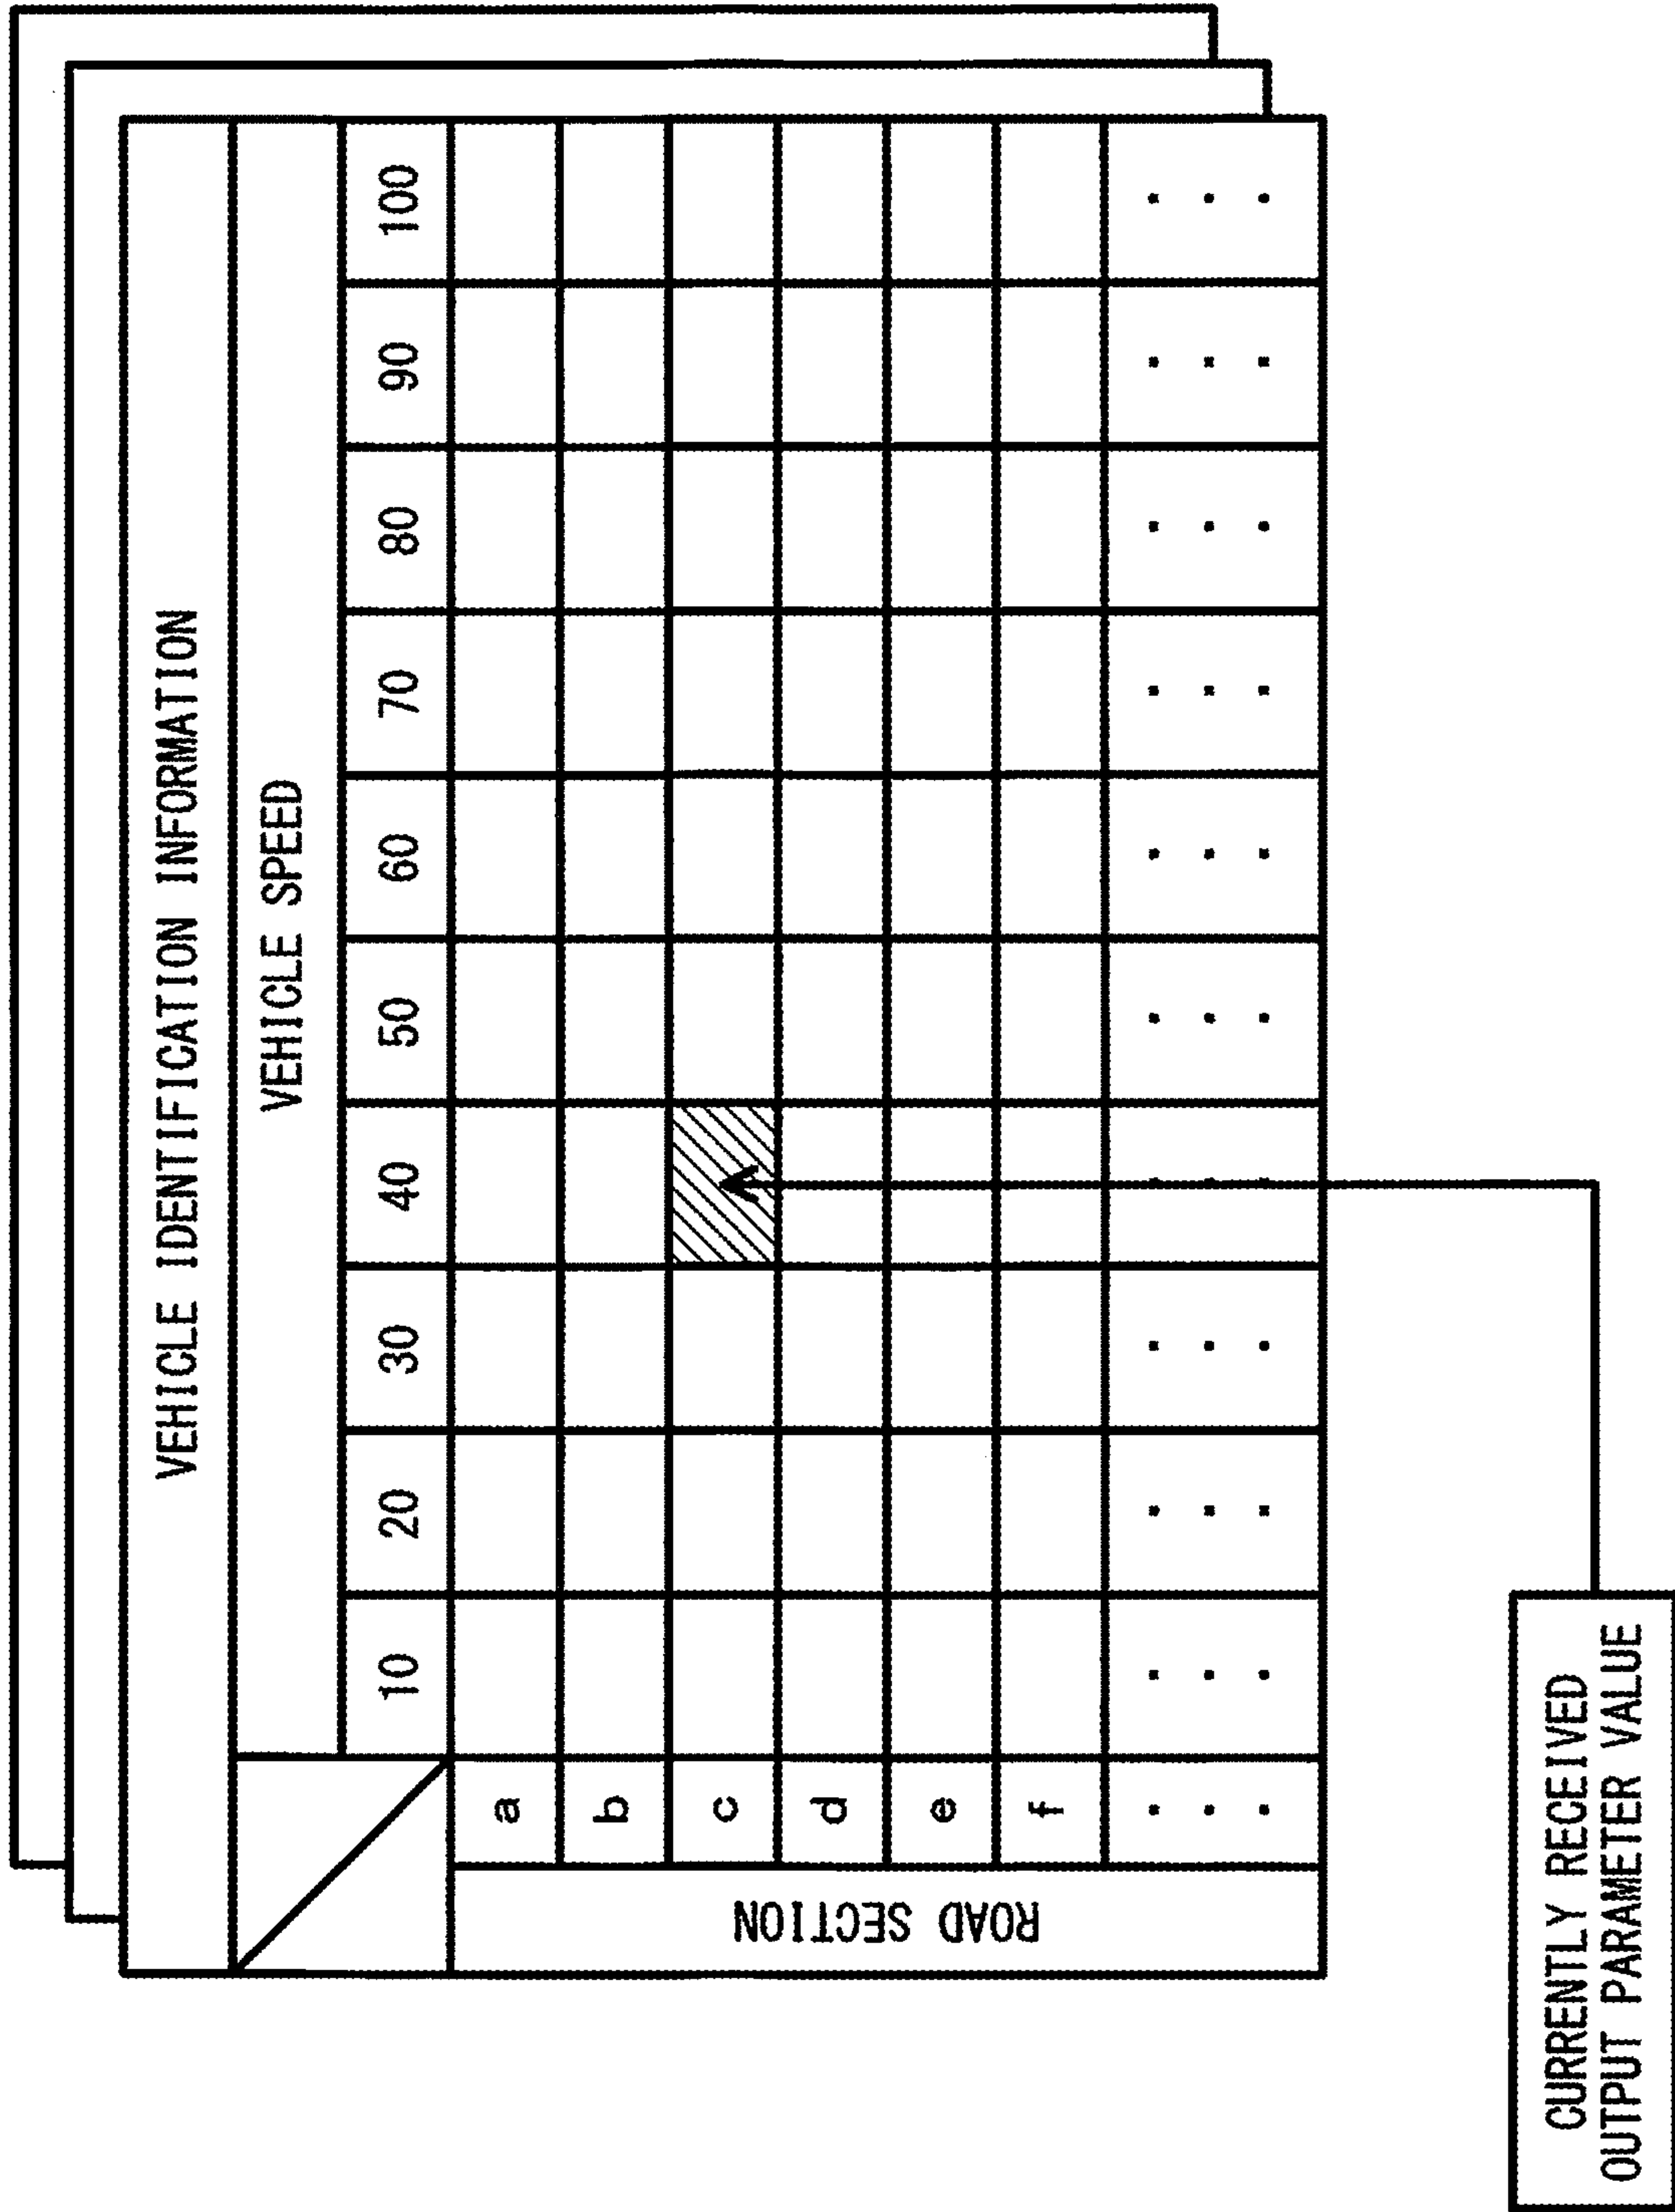 VEHICLE IDENTIFICATION INFORMATION
VEHICLE SPEED
10 20 30 40 50 60 70 80 90 100
ROAD SECTION
a
b
c
d
e
f
CURRENTLY RECEIVED
OUTPUT PARAMETER VALUE